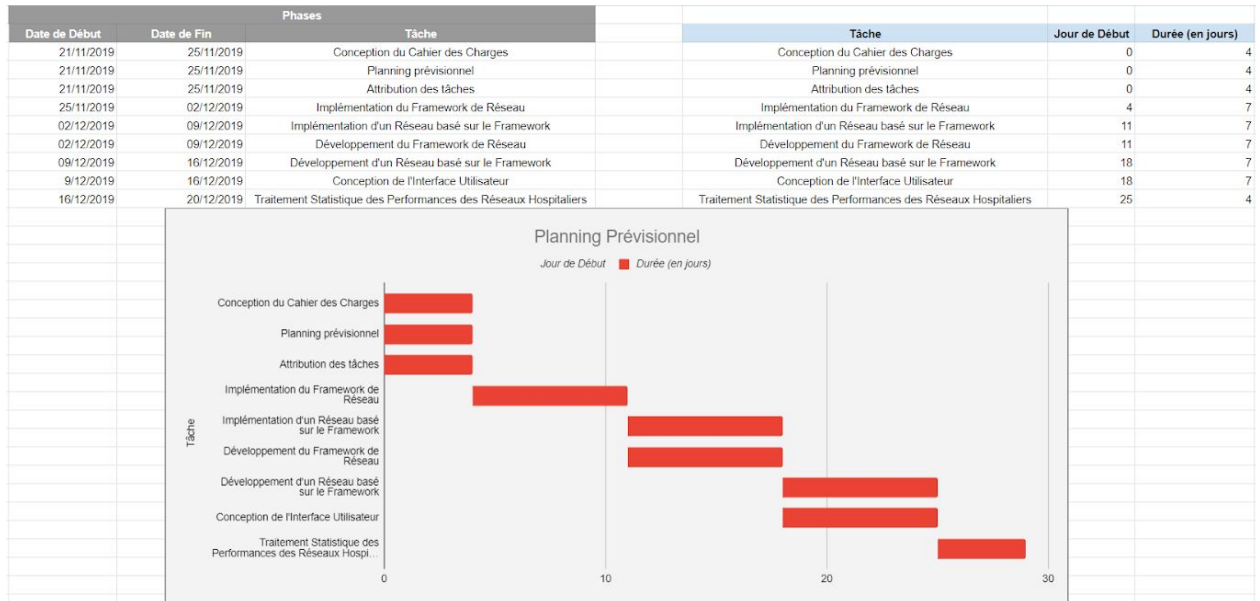 Phases
Date de Début Date de Fin Tâche Tâche Jour de Début Durée (en jours)
21/11/2019 25/11/2019 Conception du Cahier des Charges Conception du Cahier des Charges 0 4
21/11/2019 25/11/2019 Planning prévisionnel Planning prévisionnel 0 4
21/11/2019 25/11/2019 Attribution des tâches Attribution des tâches 0 4
25/11/2019 02/12/2019 Implémentation du Framework de Réseau Implémentation du Framework de Réseau 4 7
02/12/2019 09/12/2019 Implémentation d'un Réseau basé sur le Framework Implémentation d'un Réseau basé sur le Framework 11 7
02/12/2019 09/12/2019 Développement du Framework de Réseau Développement du Framework de Réseau 11 7
09/12/2019 16/12/2019 Développement d'un Réseau basé sur le Framework Développement d'un Réseau basé sur le Framework 18 7
9/12/2019 16/12/2019 Conception de l'Interface Utilisateur Conception de l'Interface Utilisateur 18 7
16/12/2019 20/12/2019 Traitement Statistique des Performances des Réseaux Hospitaliers Traitement Statistique des Performances des Réseaux Hospitaliers 25 4
Planning Prévisionnel
Jour de Début Durée (en jours)
Tâche
Conception du Cahier des Charges
Planning prévisionnel
Attribution des tâches
Implémentation du Framework de
Réseau
Implémentation d'un Réseau basé
sur le Framework
Développement du Framework de
Réseau
Développement d'un Réseau basé
sur le Framework
Conception de l'Interface Utilisateur
Traitement Statistique des
Performances des Réseaux Hospi...
0 10 20 30